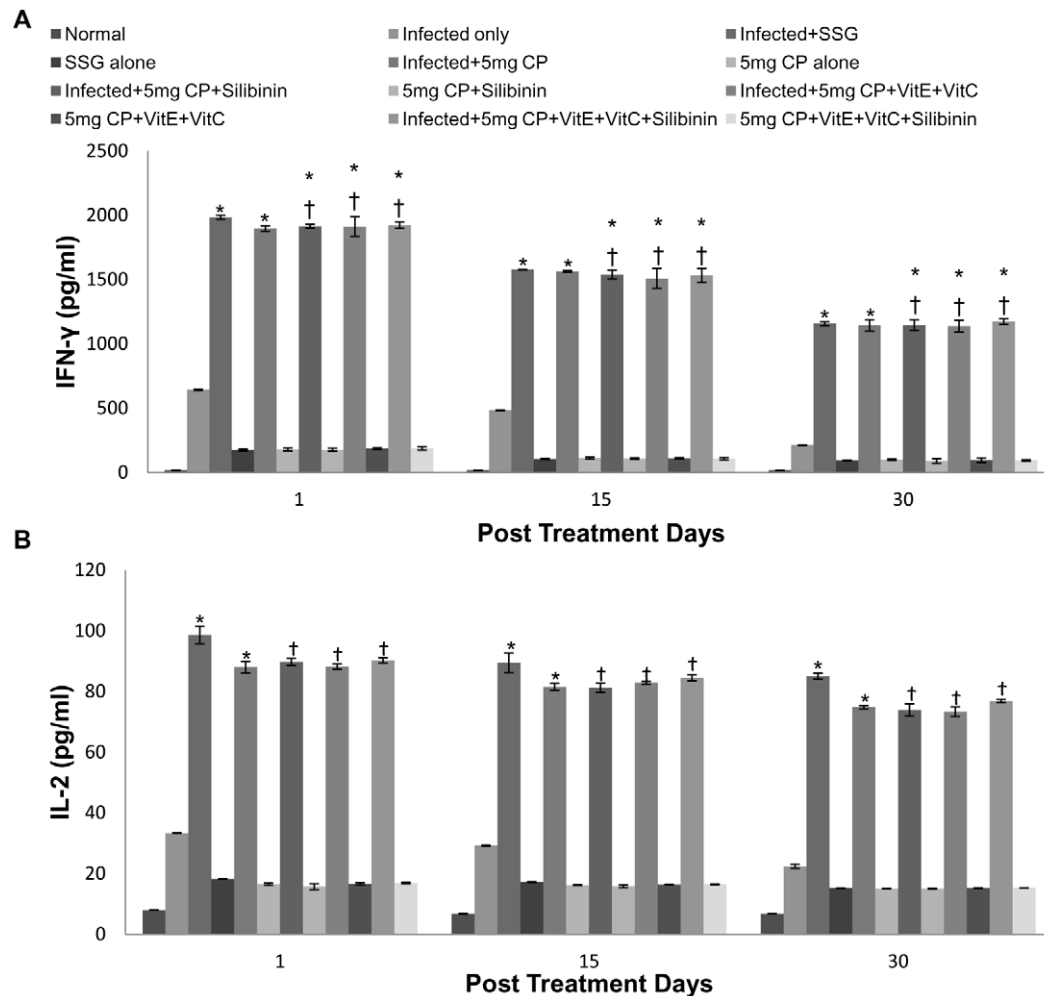 A
Normal Infected only Infected+SSG
SSG alone Infected+5mg CP 5mg CP alone
Infected+5mg CP+Silibinin 5mg CP+Silibinin Infected+5mg CP+VitE+VitC
5mg CP+VitE+VitC Infected+5mg CP+VitE+VitC+Silibinin 5mg CP+VitE+VitC+Silibinin
IFN-γ (pg/ml)
2500
2000
1500
1000
500
0
* * * * *
† † †
* * * * *
† † †
* * * * *
† † †
1 15 30
Post Treatment Days
B
IL-2 (pg/ml)
120
100
80
60
40
20
0
* * † † †
* * † † †
* * † † †
1 15 30
Post Treatment Days